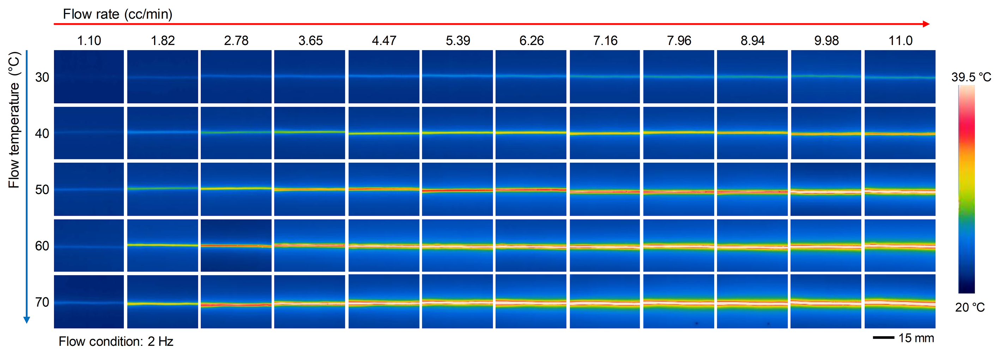 Flow rate (cc/min)
1.10 1.82 2.78 3.65 4.47 5.39 6.26 7.16 7.96 8.94 9.98 11.0
Flow temperature (°C)
30
40
50
60
70
39.5 °C
20 °C
Flow condition: 2 Hz
15 mm